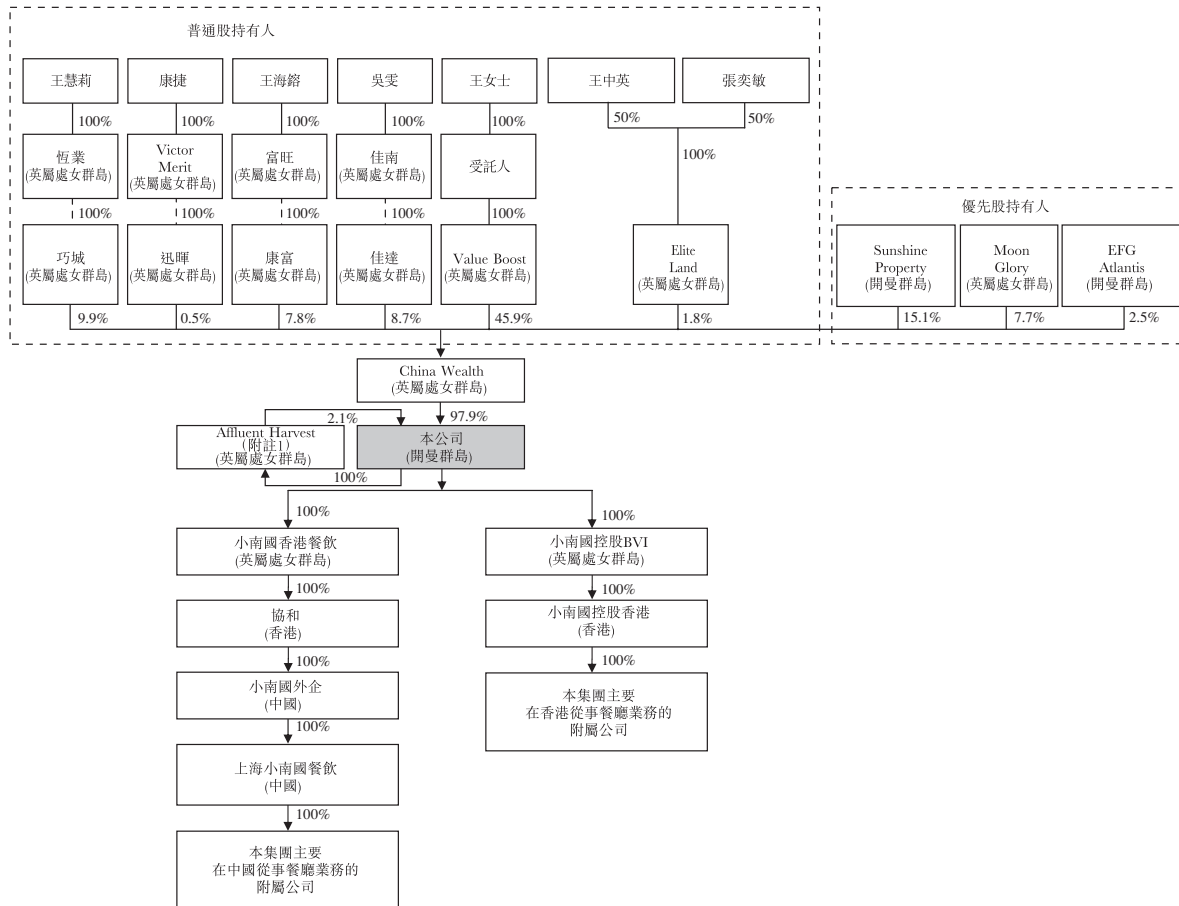 普通股持有人
王慧莉
康捷
王海鎔
吳雯
王女士
王中英
張奕敏
100%
100%
100%
100%
100%
50%
50%
恆業
(英屬處女群島)
Victor
Merit
(英屬處女群島)
富旺
(英屬處女群島)
佳南
(英屬處女群島)
受託人
100%
100%
100%
100%
100%
100%
優先股持有人
巧城
(英屬處女群島)
迅暉
(英屬處女群島)
康富
(英屬處女群島)
佳達
(英屬處女群島)
Value Boost
(英屬處女群島)
Elite
Land
(英屬處女群島)
Sunshine
Property
(開曼群島)
Moon
Glory
(英屬處女群島)
EFG
Atlantis
(開曼群島)
9.9%
0.5%
7.8%
8.7%
45.9%
1.8%
15.1%
7.7%
2.5%
China Wealth
(英屬處女群島)
2.1%
97.9%
Affluent Harvest
(附註1)
(英屬處女群島)
本公司
(開曼群島)
100%
100%
100%
小南國香港餐飲
(英屬處女群島)
小南國控股BVI
(英屬處女群島)
100%
100%
協和
(香港)
小南國控股香港
(香港)
100%
100%
小南國外企
(中國)
本集團主要
在香港從事餐廳業務的
附屬公司
100%
上海小南國餐飲
(中國)
100%
本集團主要
在中國從事餐廳業務的
附屬公司